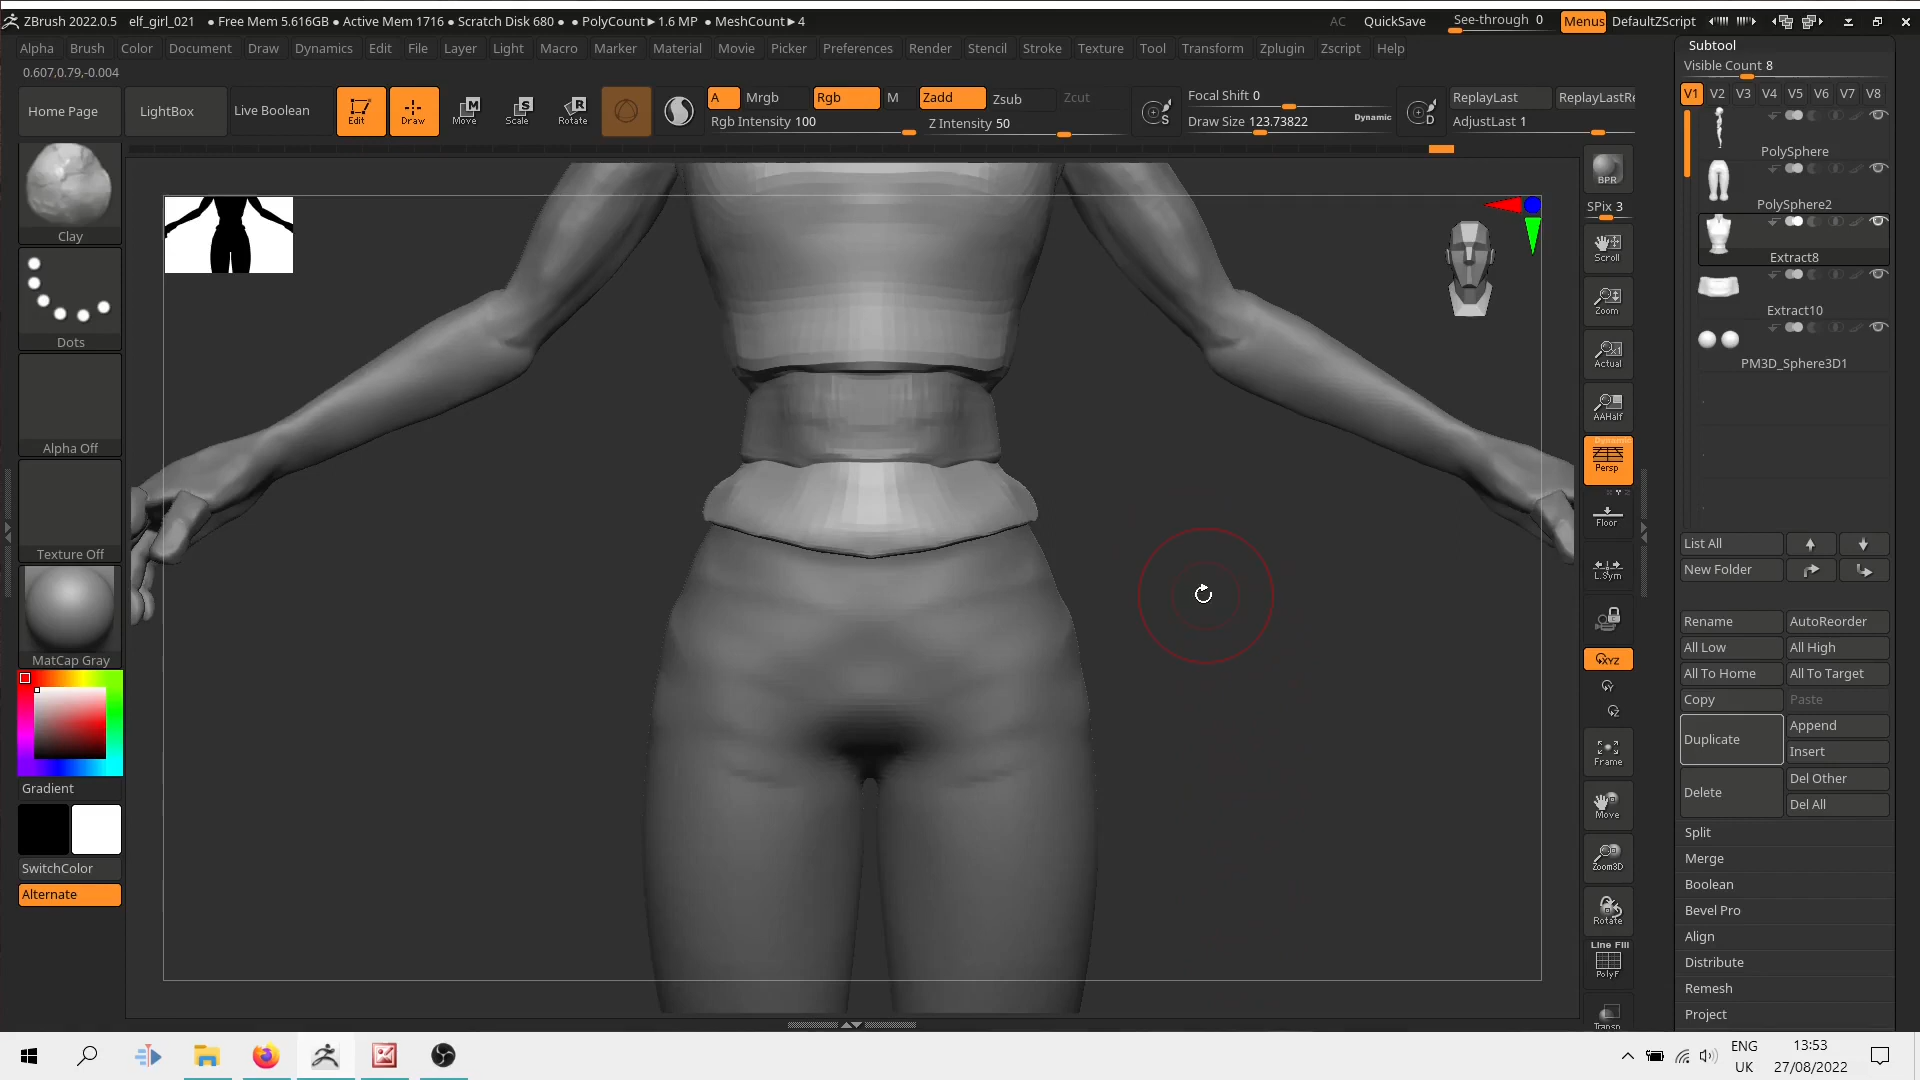 ZBrush 2022.0.5 elf_girl_021 • Free Mem 5.616GB • Active Mem 1716 • Scratch Disk 680 • • PolyCount► 1.6 MP • MeshCount► 4 AC QuickSave See-through 0 Menus DefaultZScript
Alpha Brush Color Document Draw Dynamics Edit File Layer Light Macro Marker Material Movie Picker Preferences Render Stencil Stroke Texture Tool Transform Zplugin Zscript Help
0.607,0.79,-0.004
Home Page LightBox Live Boolean Edit Draw Move Scale Rotate
M S R
A Mrgb Rgb M Zadd Zsub Zcut
Rgb Intensity 100 Z Intensity 50
S Focal Shift 0
Draw Size 123.73822 Dynamic
D ReplayLast ReplayLastRe
AdjustLast 1
Clay
Dots
Alpha Off
Texture Off
MatCap Gray
Gradient
SwitchColor
Alternate
BPR
SPix 3
Scroll
Zoom
Actual
AAHalf
Dynamic
Persp
Floor
L.Sym
XYZ
Y
Z
Frame
Move
Zoom3D
Rotate
Line Fill
PolyF
Transp
Subtool
Visible Count 8
V1 V2 V3 V4 V5 V6 V7 V8
PolySphere
PolySphere2
Extract8
Extract10
PM3D_Sphere3D1
List All
New Folder
Rename AutoReorder
All Low All High
All To Home All To Target
Copy Paste
Duplicate Append
Insert
Delete Del Other
Del All
Split
Merge
Boolean
Bevel Pro
Align
Distribute
Remesh
Project
ENG 13:53
UK 27/08/2022